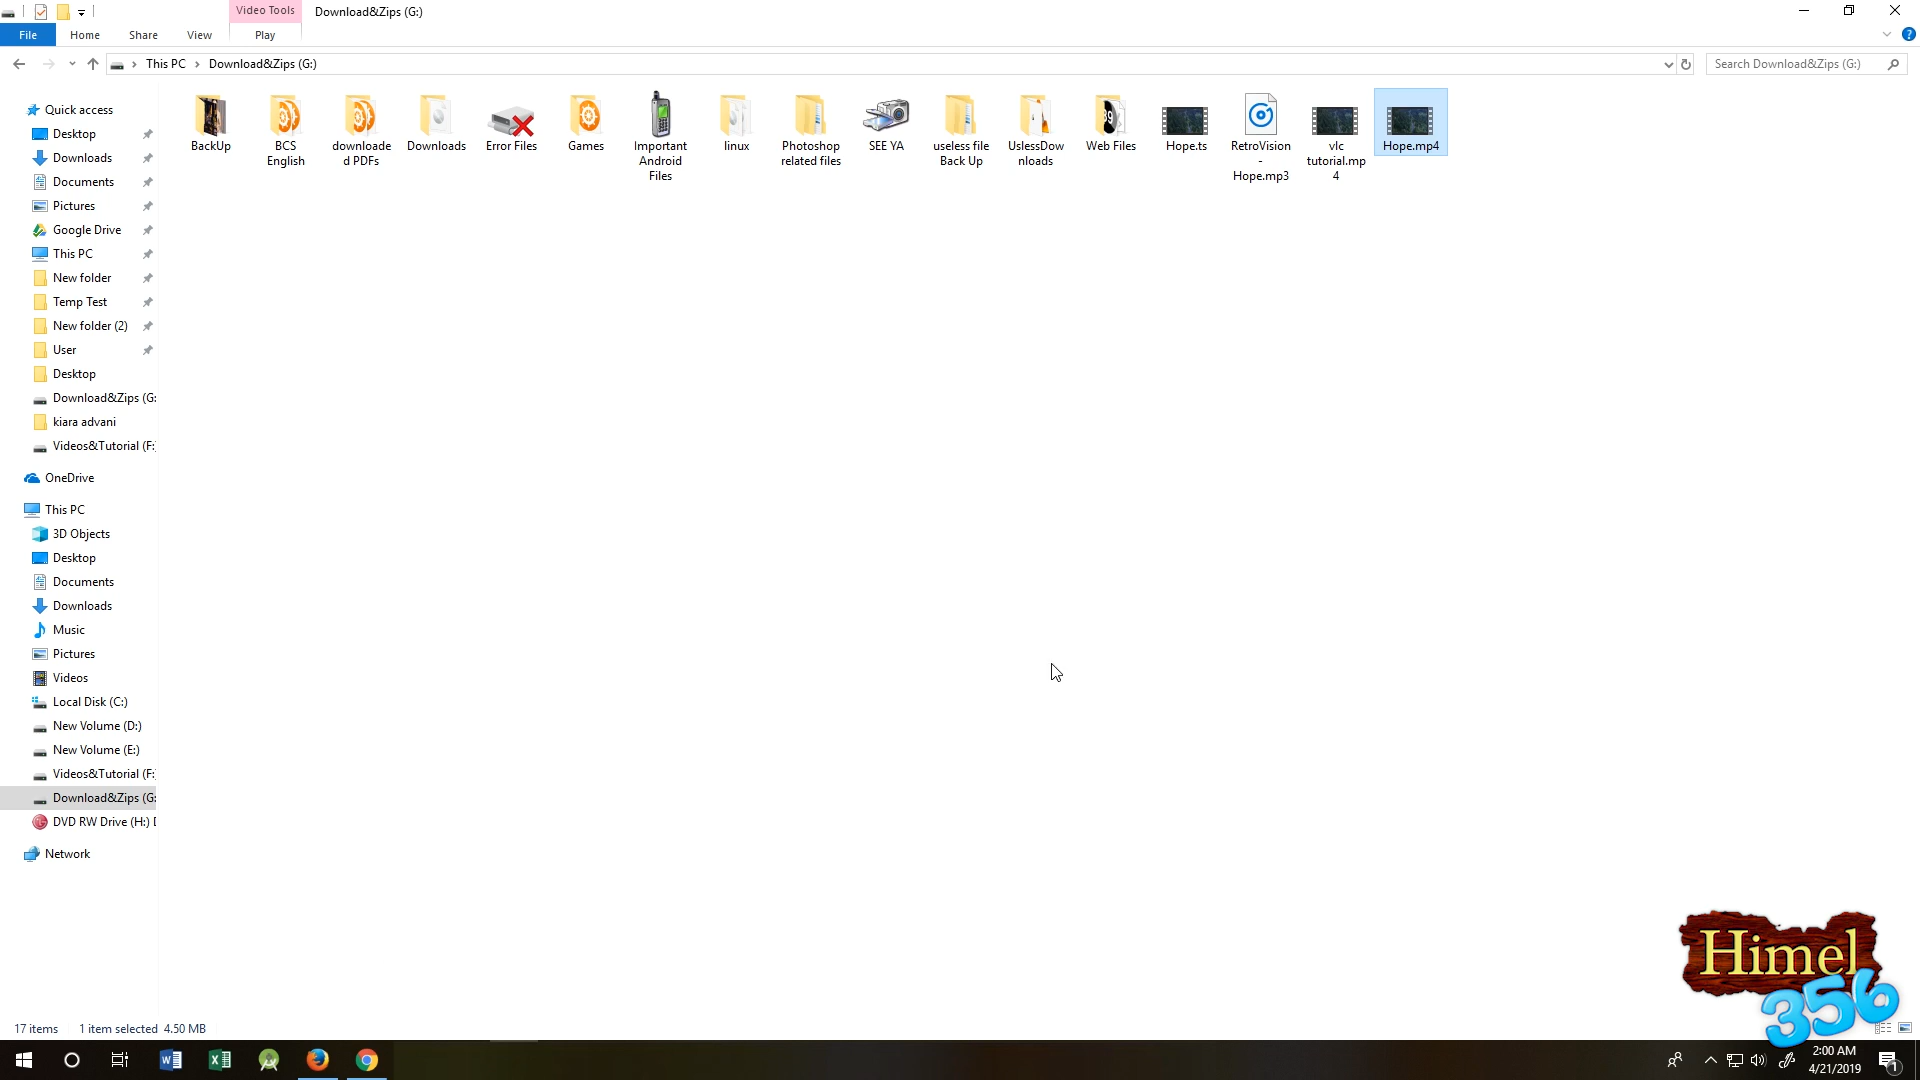 Video Tools
Download&Zips (G:)
File
Home
Share
View
Play
This PC
Download&Zips (G:)
Search Download&Zips (G:)
Quick access
Desktop
Downloads
Documents
Pictures
Google Drive
This PC
New folder
Temp Test
New folder (2)
User
Desktop
Download&Zips (G:
kiara advani
Videos&Tutorial (F:
OneDrive
This PC
3D Objects
Desktop
Documents
Downloads
Music
Pictures
Videos
Local Disk (C:)
New Volume (D:)
New Volume (E:)
Videos&Tutorial (F:
Download&Zips (G:
DVD RW Drive (H:)
Network
BackUp
BCS
English
downloade
d PDFs
Downloads
Error Files
Games
Important
Android
Files
linux
Photoshop
related files
SEE YA
useless file
Back Up
UslessDow
nloads
Web Files
Hope.ts
RetroVision
-
Hope.mp3
vlc
tutorial.mp
4
Hope.mp4
Himel
356
17 items
1 item selected 4.50 MB
2:00 AM
4/21/2019
1